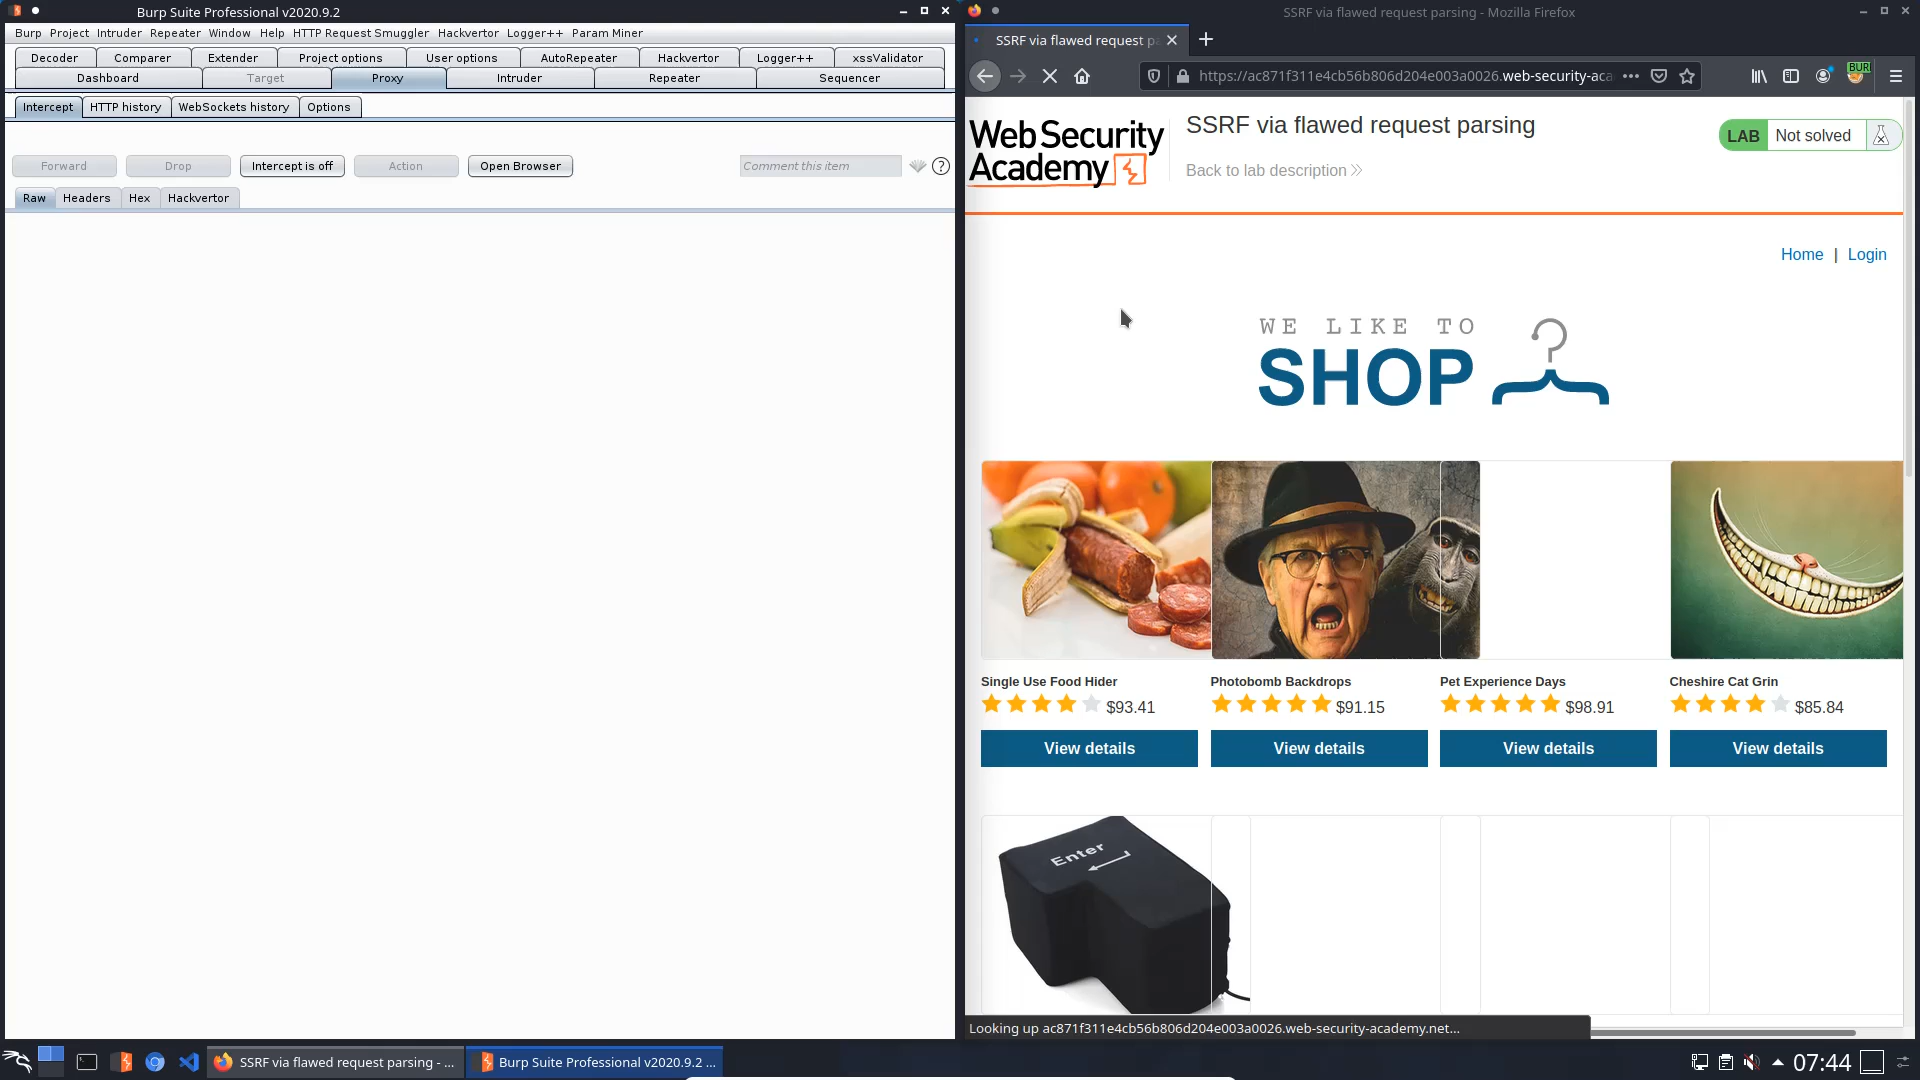 Burp Suite Professional v2020.9.2
Burp Project Intruder Repeater Window Help HTTP Request Smuggler Hackvertor Logger++ Param Miner
Decoder Comparer Extender Project options User options AutoRepeater Hackvertor Logger++ xssValidator
Dashboard Target Proxy Intruder Repeater Sequencer
Intercept HTTP history WebSockets history Options
Forward Drop Intercept is off Action Open Browser Comment this item ?
Raw Headers Hex Hackvertor
SSRF via flawed request parsing - Mozilla Firefox
SSRF via flawed request pa
https://ac871f311e4cb56b806d204e003a0026.web-security-aca
BUR
WebSecurity
Academy
SSRF via flawed request parsing
Back to lab description
LAB Not solved
Home | Login
WE LIKE TO
SHOP
Single Use Food Hider
$93.41
View details
Photobomb Backdrops
$91.15
View details
Pet Experience Days
$98.91
View details
Cheshire Cat Grin
$85.84
View details
Enter
Looking up ac871f311e4cb56b806d204e003a0026.web-security-academy.net...
SSRF via flawed request parsing - ...
Burp Suite Professional v2020.9.2 ...
07:44